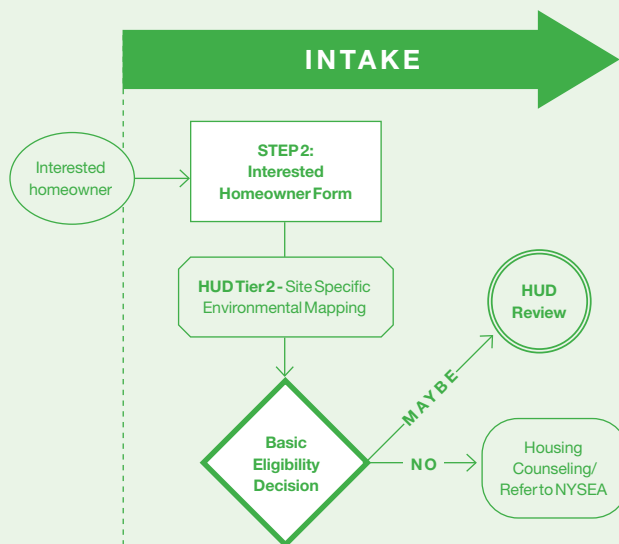 INTAKE
Interested
homeowner
STEP 2:
Interested
Homeowner Form
HUD Tier 2 - Site Specific
Environmental Mapping
HUD
Review
MAYBE
Basic
Eligibility
Decision
NO
Housing
Counseling/
Refer to NYSEA